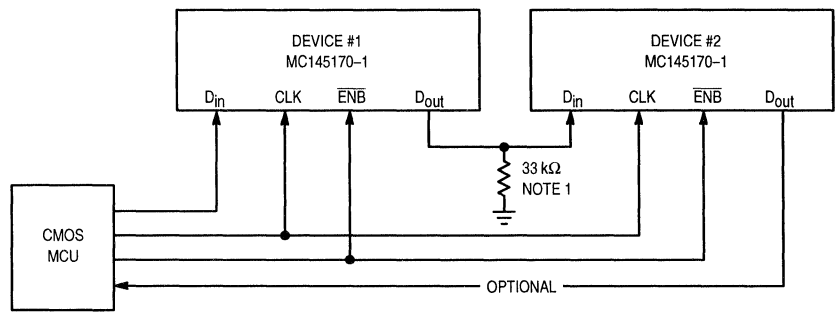 DEVICE #1
MC145170–1
Din CLK ENB Dout
DEVICE #2
MC145170–1
Din CLK ENB Dout
33 kΩ
NOTE 1
CMOS
MCU
OPTIONAL